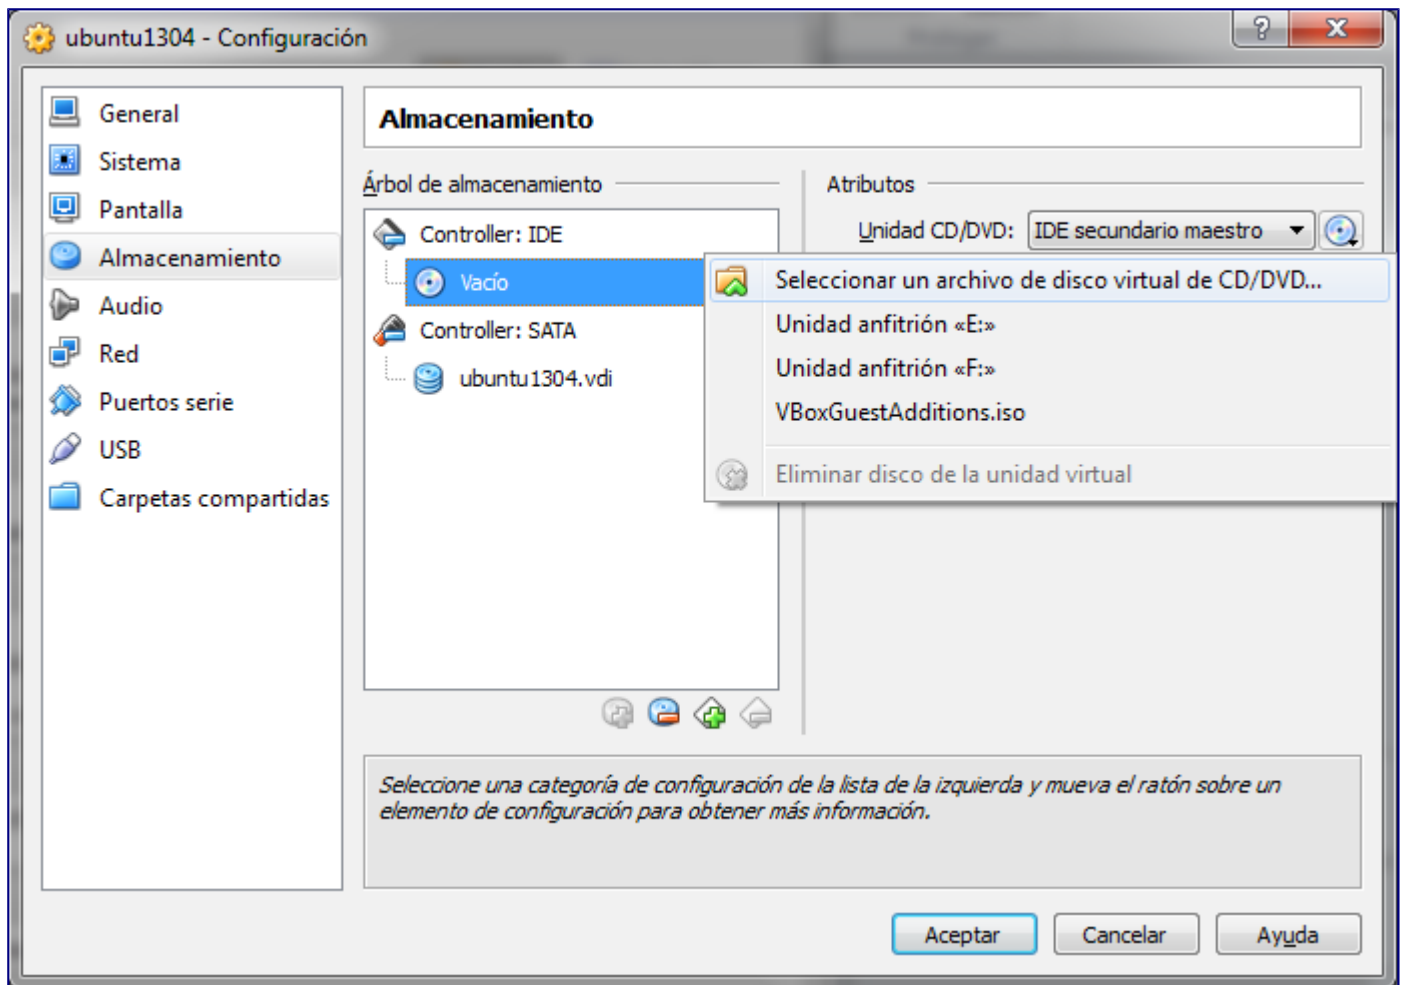 ubuntu1304 - Configuración
General
Sistema
Pantalla
Almacenamiento
Audio
Red
Puertos serie
USB
Carpetas compartidas
Almacenamiento
Árbol de almacenamiento
Controller: IDE
Vacío
Controller: SATA
ubuntu1304.vdi
Atributos
Unidad CD/DVD: IDE secundario maestro
Seleccionar un archivo de disco virtual de CD/DVD...
Unidad anfitrión «E:»
Unidad anfitrión «F:»
VBoxGuestAdditions.iso
Eliminar disco de la unidad virtual
Seleccione una categoría de configuración de la lista de la izquierda y mueva el ratón sobre un
elemento de configuración para obtener más información.
Aceptar Cancelar Ayuda